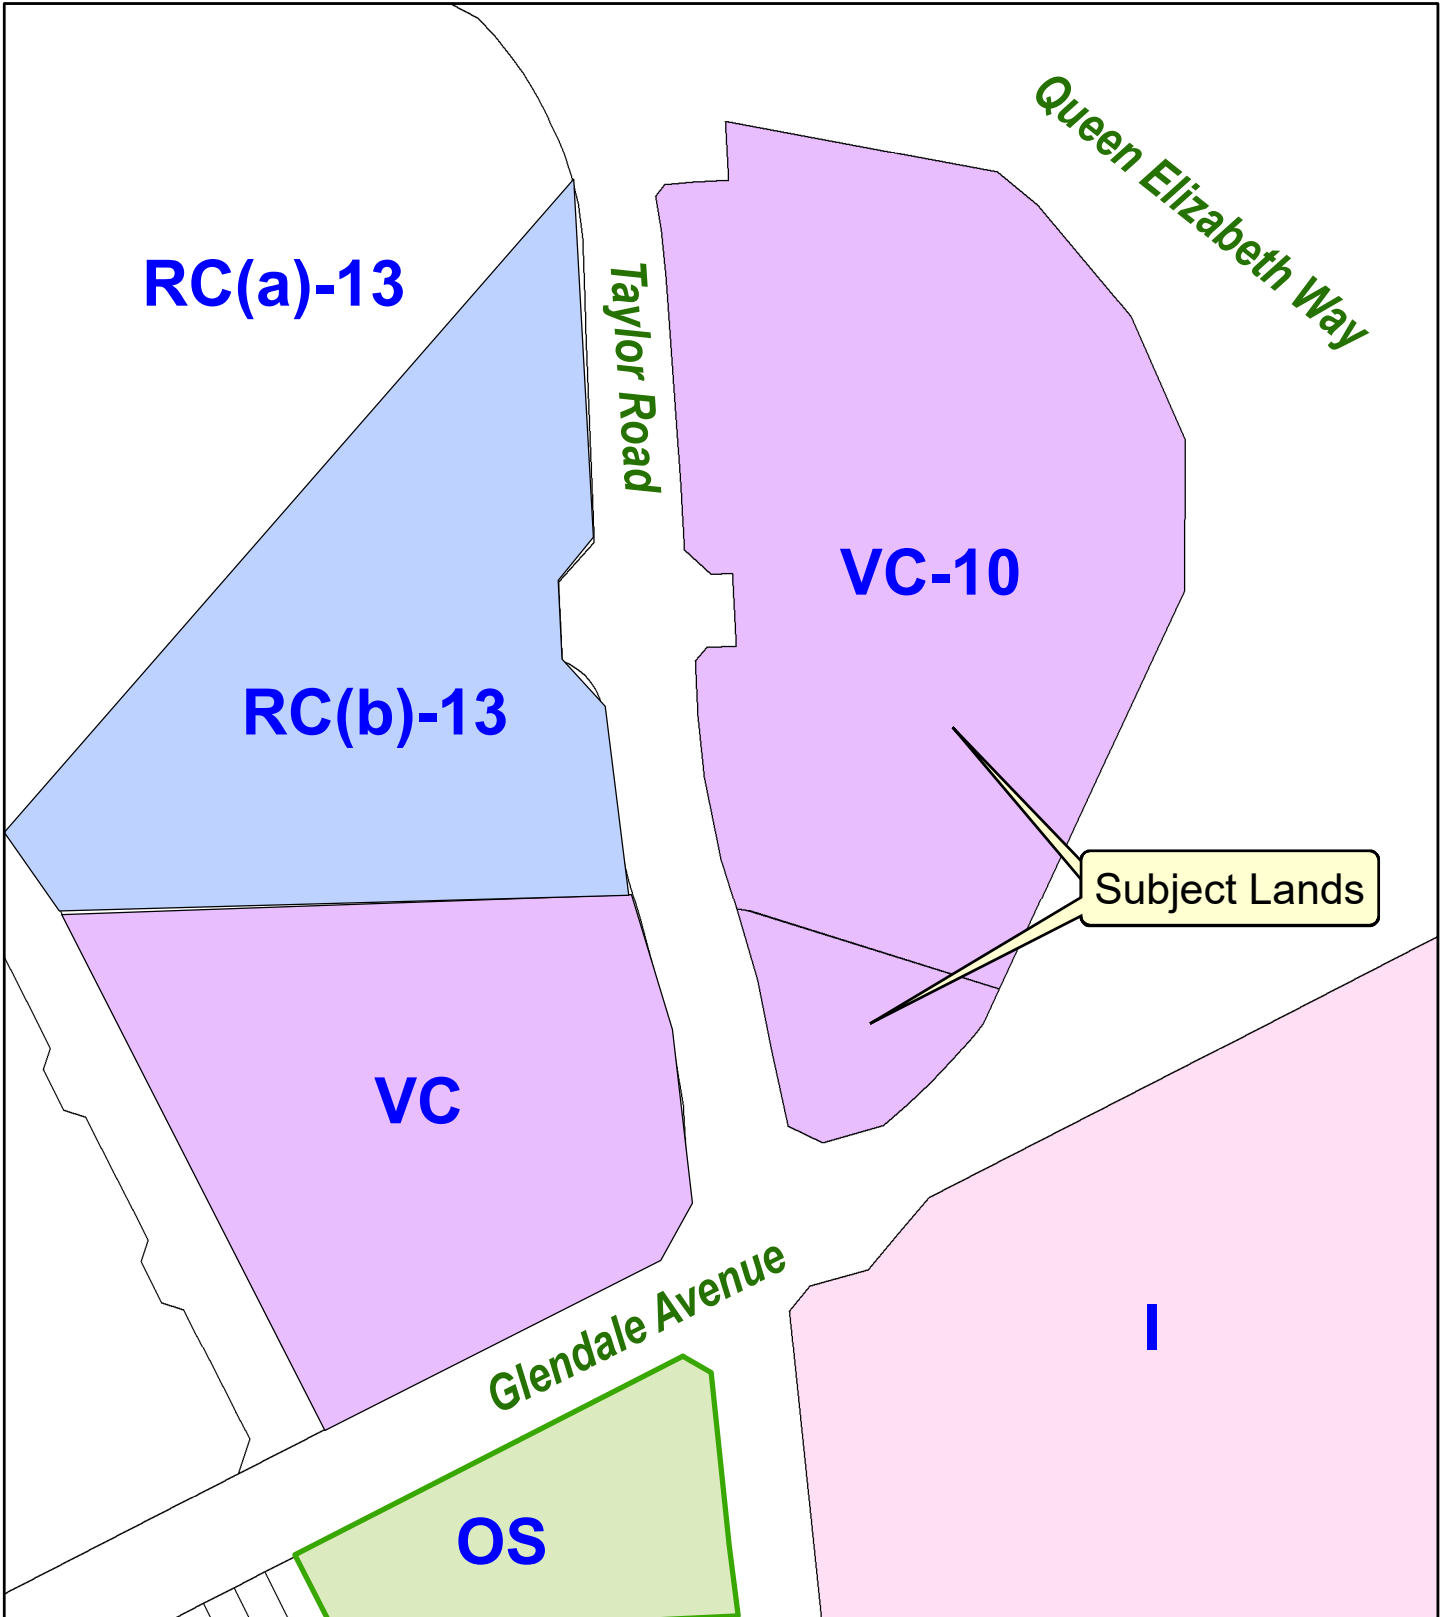 Queen Elizabeth Way
RC(a)-13
Taylor Road
VC-10
RC(b)-13
Subject Lands
VC
Glendale Avenue
I
OS